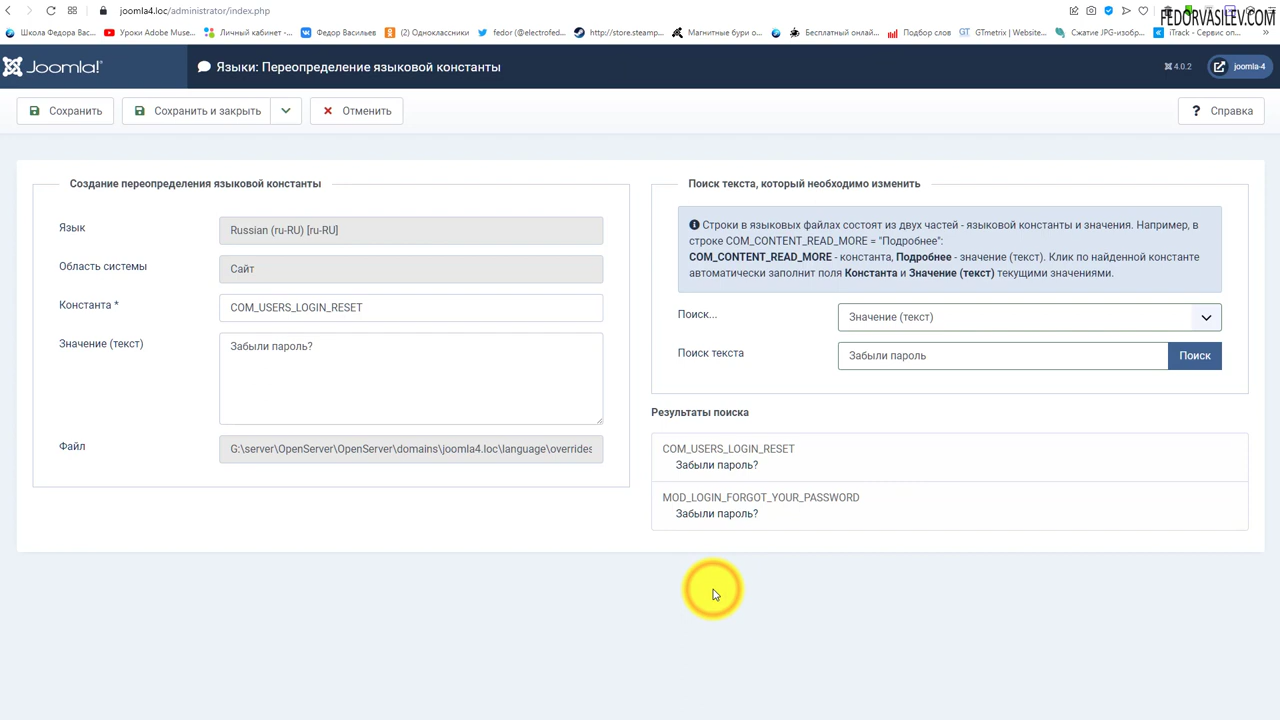 joomla4.loc/administrator/index.php
FEDORVASILEV.COM
Школа Федора Вас...
Уроки Adobe Muse...
Личный кабинет -...
Федор Васильев
(2) Одноклассники
fedor (@electrofed...
http://store.steamp...
Магнитные бури о...
Бесплатный онлай...
Подбор слов
GT
GTmetrix | Website...
Сжатие JPG-изобр...
iTrack - Сервис оп...
Joomla!
Языки: Переопределение языковой константы
4.0.2
joomla-4
Сохранить
Сохранить и закрыть
Отменить
? Справка
Создание переопределения языковой константы
Язык
Russian (ru-RU) [ru-RU]
Область системы
Сайт
Константа *
COM_USERS_LOGIN_RESET
Значение (текст)
Забыли пароль?
Файл
G:\server\OpenServer\OpenServer\domains\joomla4.loc\language\overrides
Поиск текста, который необходимо изменить
Строки в языковых файлах состоят из двух частей - языковой константы и значения. Например, в
строке COM_CONTENT_READ_MORE = "Подробнее":
COM_CONTENT_READ_MORE - константа, Подробнее - значение (текст). Клик по найденной константе
автоматически заполнит поля Константа и Значение (текст) текущими значениями.
Поиск...
Значение (текст)
Поиск текста
Забыли пароль
Поиск
Результаты поиска
COM_USERS_LOGIN_RESET
Забыли пароль?
MOD_LOGIN_FORGOT_YOUR_PASSWORD
Забыли пароль?